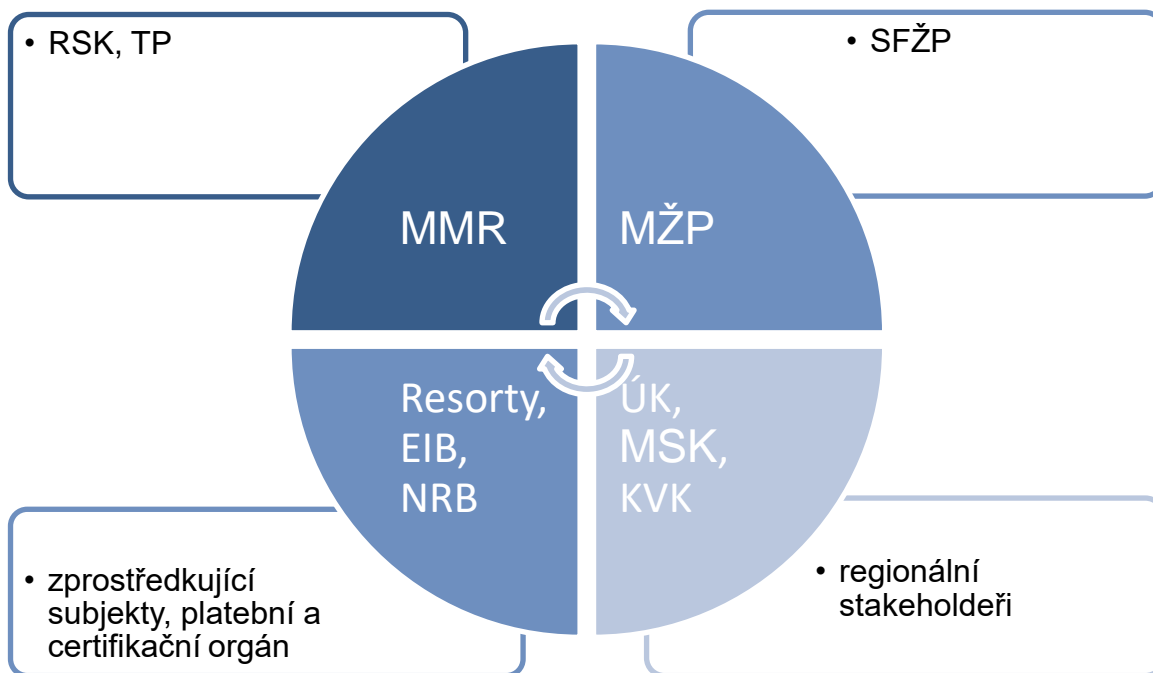 • RSK, TP
• SFŽP
MMR
MŽP
Resorty,
EIB,
NRB
ÚK,
MSK,
KVK
• zprostředkující
subjekty, platební a
certifikační orgán
• regionální
stakeholdeři